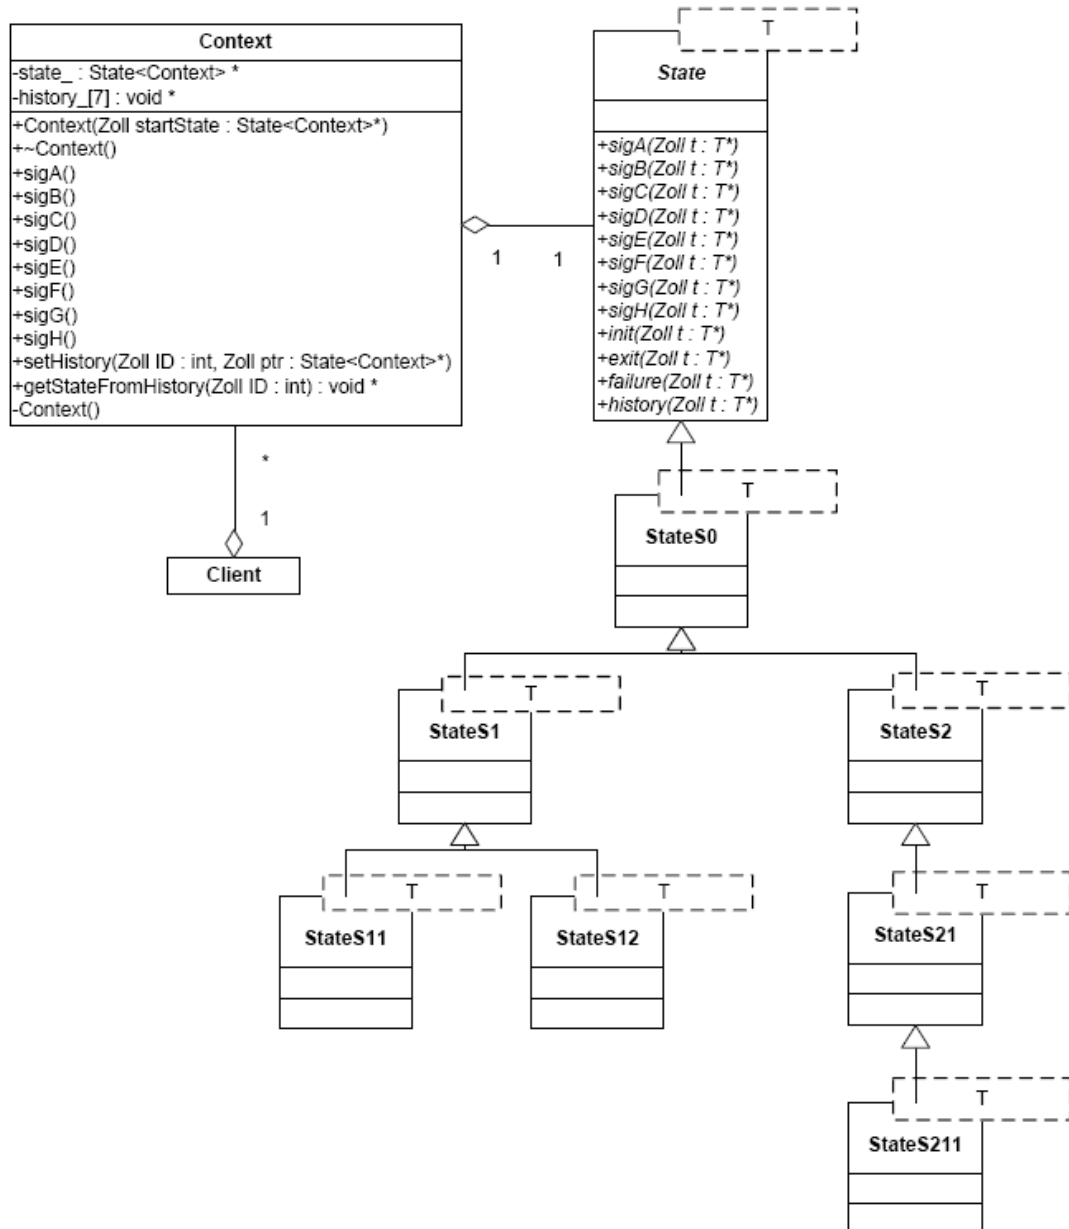 Context
-state_ : State<Context> *
-history_[7] : void *
+Context(Zoll startState : State<Context>*)
+~Context()
+sigA()
+sigB()
+sigC()
+sigD()
+sigE()
+sigF()
+sigG()
+sigH()
+setHistory(Zoll ID : int, Zoll ptr : State<Context>*)
+getStateFromHistory(Zoll ID : int) : void *
-Context()
T
State
+sigA(Zoll t : T*)
+sigB(Zoll t : T*)
+sigC(Zoll t : T*)
+sigD(Zoll t : T*)
+sigE(Zoll t : T*)
+sigF(Zoll t : T*)
+sigG(Zoll t : T*)
+sigH(Zoll t : T*)
+init(Zoll t : T*)
+exit(Zoll t : T*)
+failure(Zoll t : T*)
+history(Zoll t : T*)
1
1
*
1
Client
T
StateS0
T
StateS1
T
StateS2
T
StateS11
T
StateS12
T
StateS21
T
StateS211